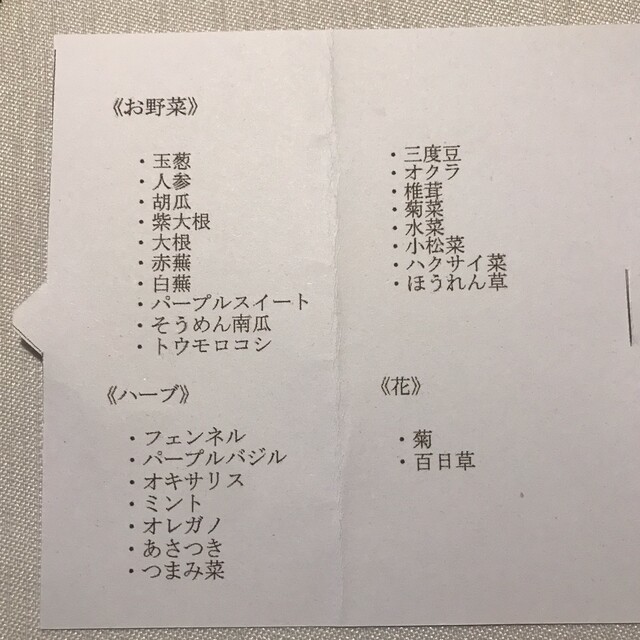 《お野菜》
・玉葱
・人参
・胡瓜
・紫大根
・大根
・赤蕪
・白蕪
・パープルスイート
・そうめん南瓜
・トウモロコシ
・三度豆
・オクラ
・椎茸
・菊菜
・水菜
・小松菜
・ハクサイ菜
・ほうれん草
《ハーブ》
・フェンネル
・パープルバジル
・オキサリス
・ミント
・オレガノ
・あさつき
・つまみ菜
《花》
・菊
・百日草